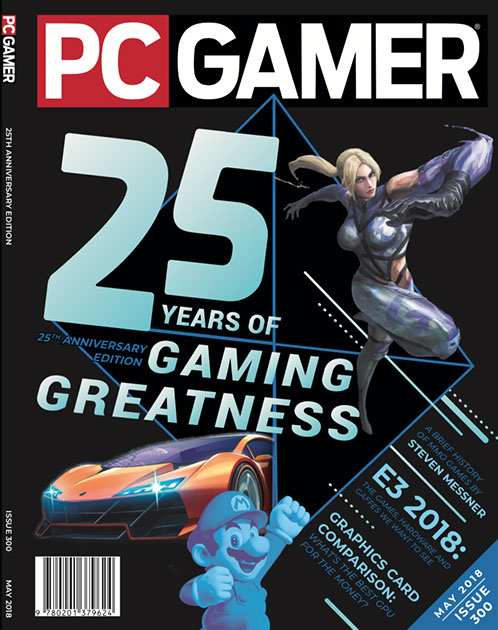 PC GAMER
25TH ANNIVERSARY EDITION
ISSUE 300
MAY 2018
PC GAMER®
25
YEARS OF
25TH ANNIVERSARY
EDITION
GAMING
GREATNESS
A BRIEF HISTORY
OF MMO GAMES BY
STEVEN MESSNER
E3 2018:
THE GAMES, HARDWARE AND
GATES WE WANT TO SEE
GRAPHICS CARD
COMPARISON:
WHAT'S THE BEST GPU
FOR THE MONEY?
MAY 2018
ISSUE
300
M
9 780201 379624